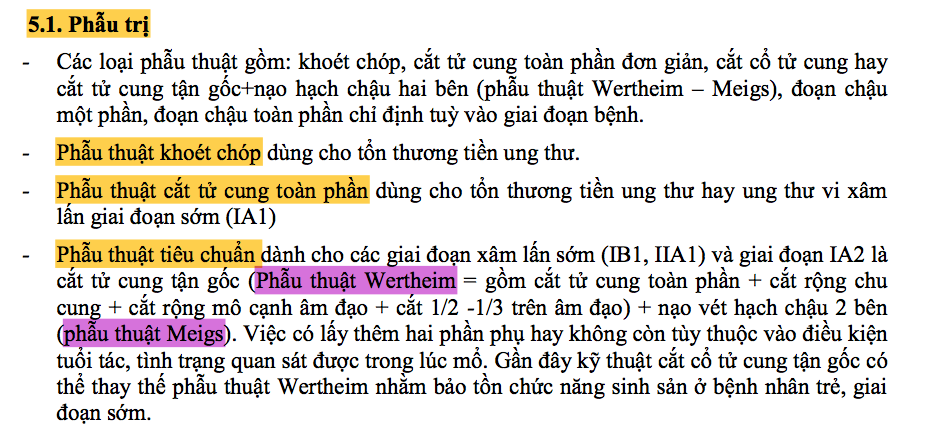 5.1. Phẫu trị
- Các loại phẫu thuật gồm: khoét chóp, cắt tử cung toàn phần đơn giản, cắt cổ tử cung hay
cắt tử cung tận gốc+nạo hạch chậu hai bên (phẫu thuật Wertheim – Meigs), đoạn chậu
một phần, đoạn chậu toàn phần chỉ định tuỳ vào giai đoạn bệnh.
- Phẫu thuật khoét chóp dùng cho tổn thương tiền ung thư.
- Phẫu thuật cắt tử cung toàn phần dùng cho tổn thương tiền ung thư hay ung thư vi xâm
lấn giai đoạn sớm (IA1)
- Phẫu thuật tiêu chuẩn dành cho các giai đoạn xâm lấn sớm (IB1, IIA1) và giai đoạn IA2 là
cắt tử cung tận gốc (Phẫu thuật Wertheim = gồm cắt tử cung toàn phần + cắt rộng chu
cung + cắt rộng mô cạnh âm đạo + cắt 1/2 -1/3 trên âm đạo) + nạo vét hạch chậu 2 bên
(phẫu thuật Meigs). Việc có lấy thêm hai phần phụ hay không còn tùy thuộc vào điều kiện
tuổi tác, tình trạng quan sát được trong lúc mổ. Gần đây kỹ thuật cắt cổ tử cung tận gốc có
thể thay thế phẫu thuật Wertheim nhằm bảo tồn chức năng sinh sản ở bệnh nhân trẻ, giai
đoạn sớm.